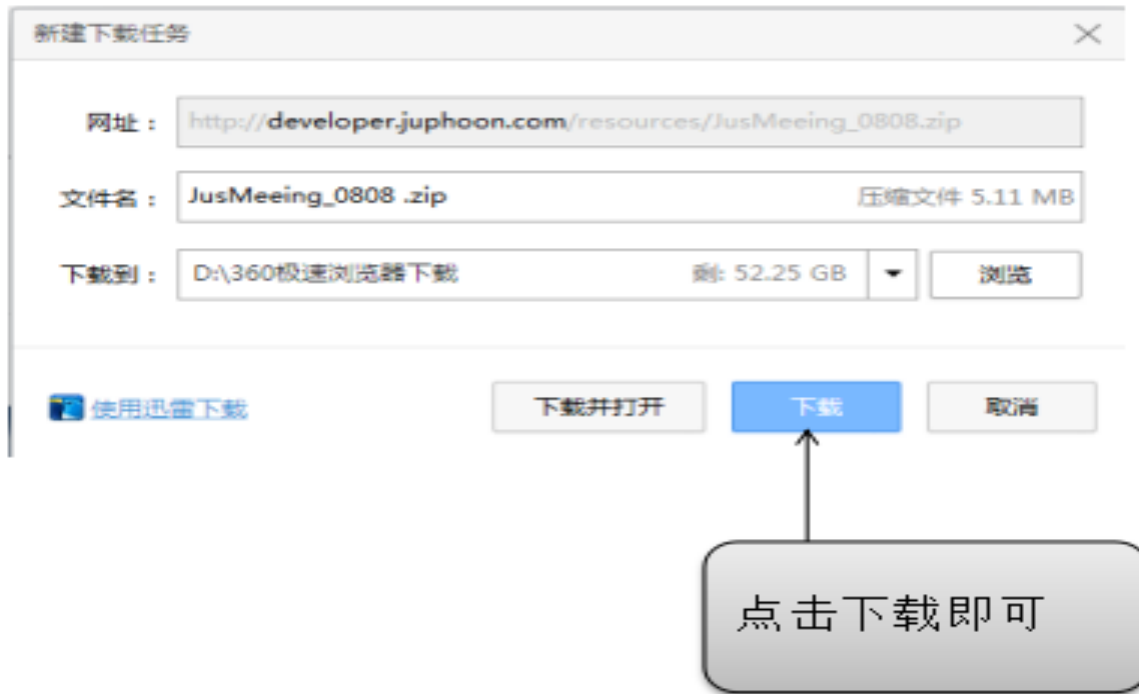 新建下载任务
网址： http://developer.juphoon.com/resources/JusMeeing_0808.zip
文件名： JusMeeing_0808 .zip 压缩文件 5.11 MB
下载到： D:\360极速浏览器下载 剩: 52.25 GB 浏览
使用迅雷下载 下载并打开 下载 取消
点击下载即可